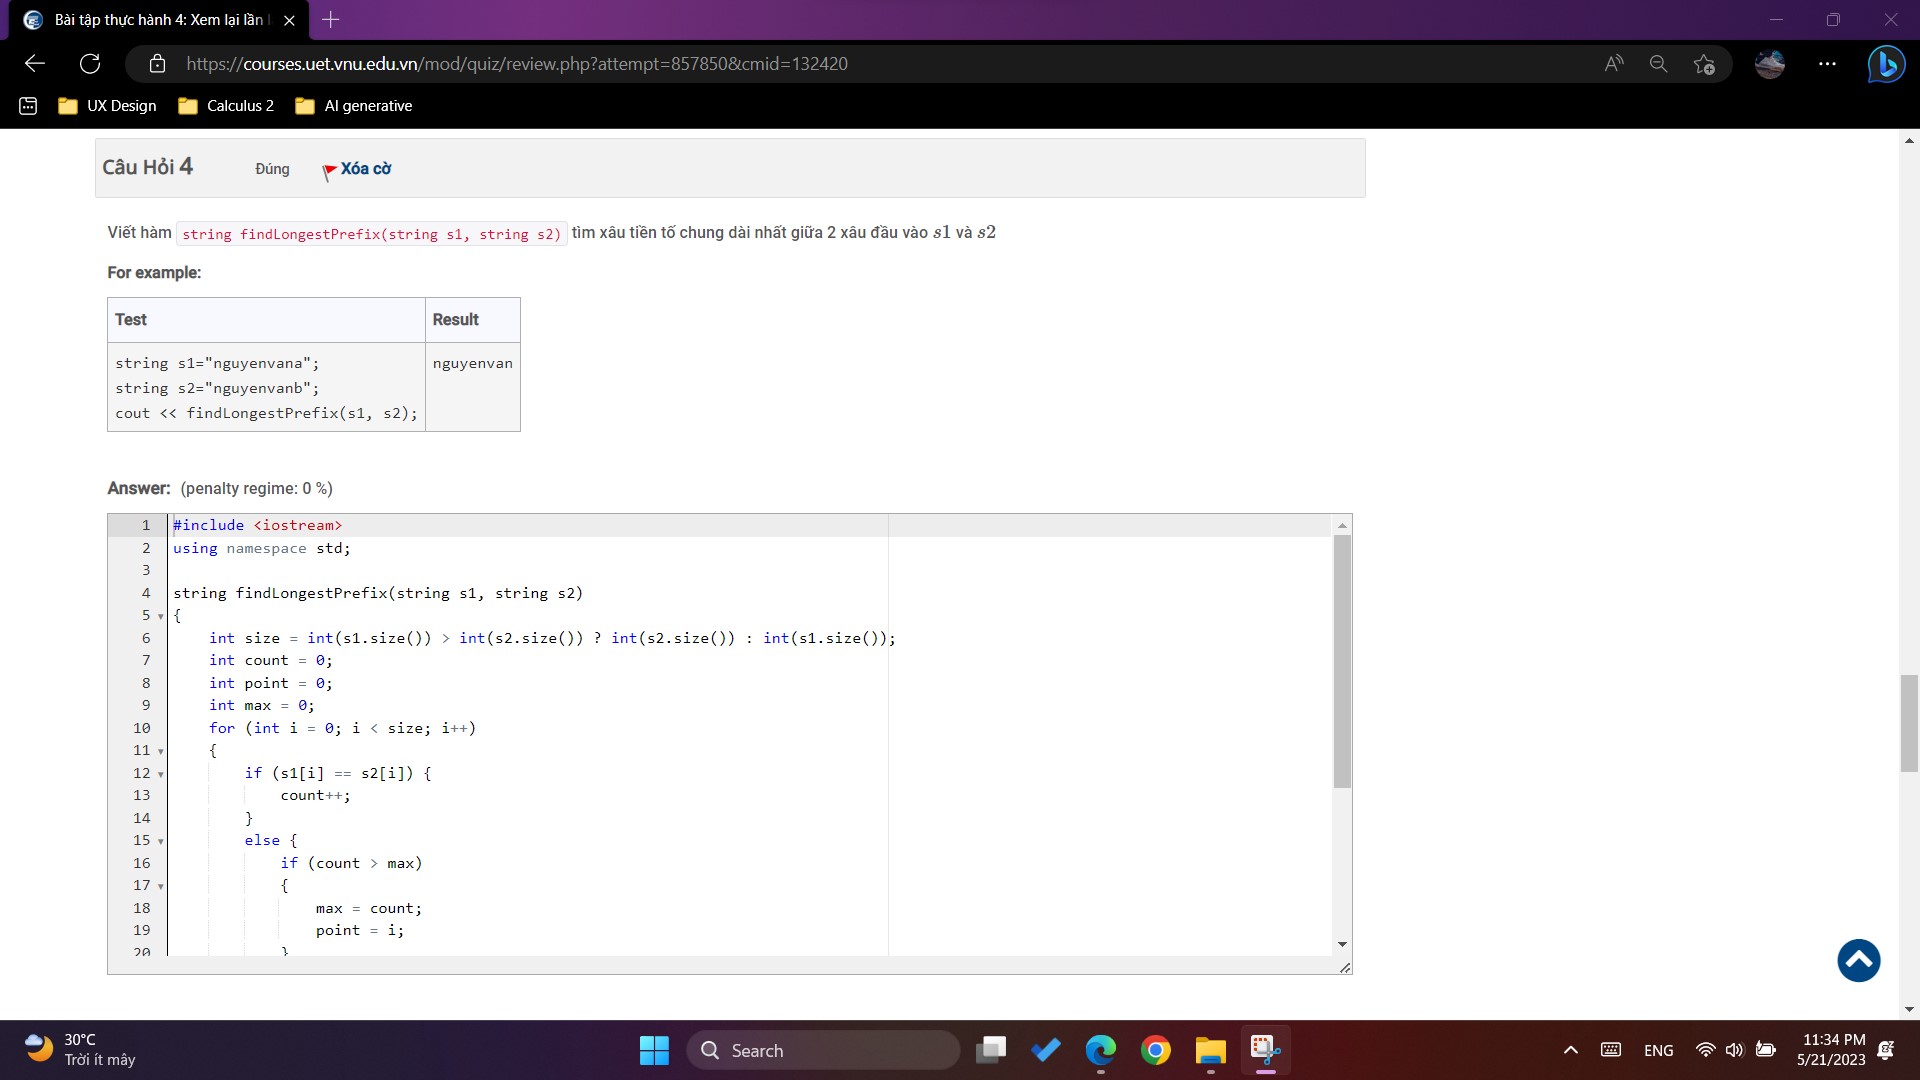 Bài tập thực hành 4: Xem lại lần l
https://courses.uet.vnu.edu.vn/mod/quiz/review.php?attempt=857850&cmid=132420
UX Design
Calculus 2
AI generative
Câu Hỏi 4
Đúng
Xóa cờ
Viết hàm string findLongestPrefix(string s1, string s2) tìm xâu tiền tố chung dài nhất giữa 2 xâu đầu vào s1 và s2
For example:
Test Result
string s1="nguyenvana"; nguyenvan
string s2="nguyenvanb";
cout << findLongestPrefix(s1, s2);
Answer: (penalty regime: 0 %)
1 #include <iostream>
2 using namespace std;
3
4 string findLongestPrefix(string s1, string s2)
5 {
6 int size = int(s1.size()) > int(s2.size()) ? int(s2.size()) : int(s1.size());
7 int count = 0;
8 int point = 0;
9 int max = 0;
10 for (int i = 0; i < size; i++)
11 {
12 if (s1[i] == s2[i]) {
13 count++;
14 }
15 else {
16 if (count > max)
17 {
18 max = count;
19 point = i;
20 }
30°C
Trời ít mây
Search
ENG
11:34 PM
5/21/2023